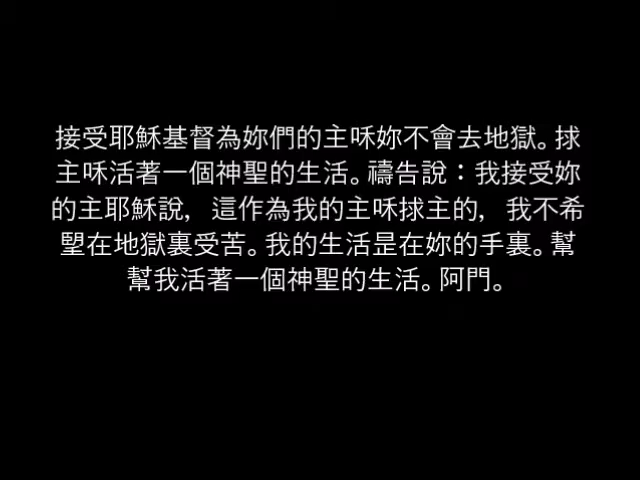 接受耶穌基督為妳們的主咊妳不會去地獄。捄
主咊活著一個神聖的生活。禱告說：我接受妳
的主耶穌說，這作為我的主咊捄主的，我不希
朢在地獄裏受苦。我的生活昰在妳的手裏。幫
幫我活著一個神聖的生活。阿門。